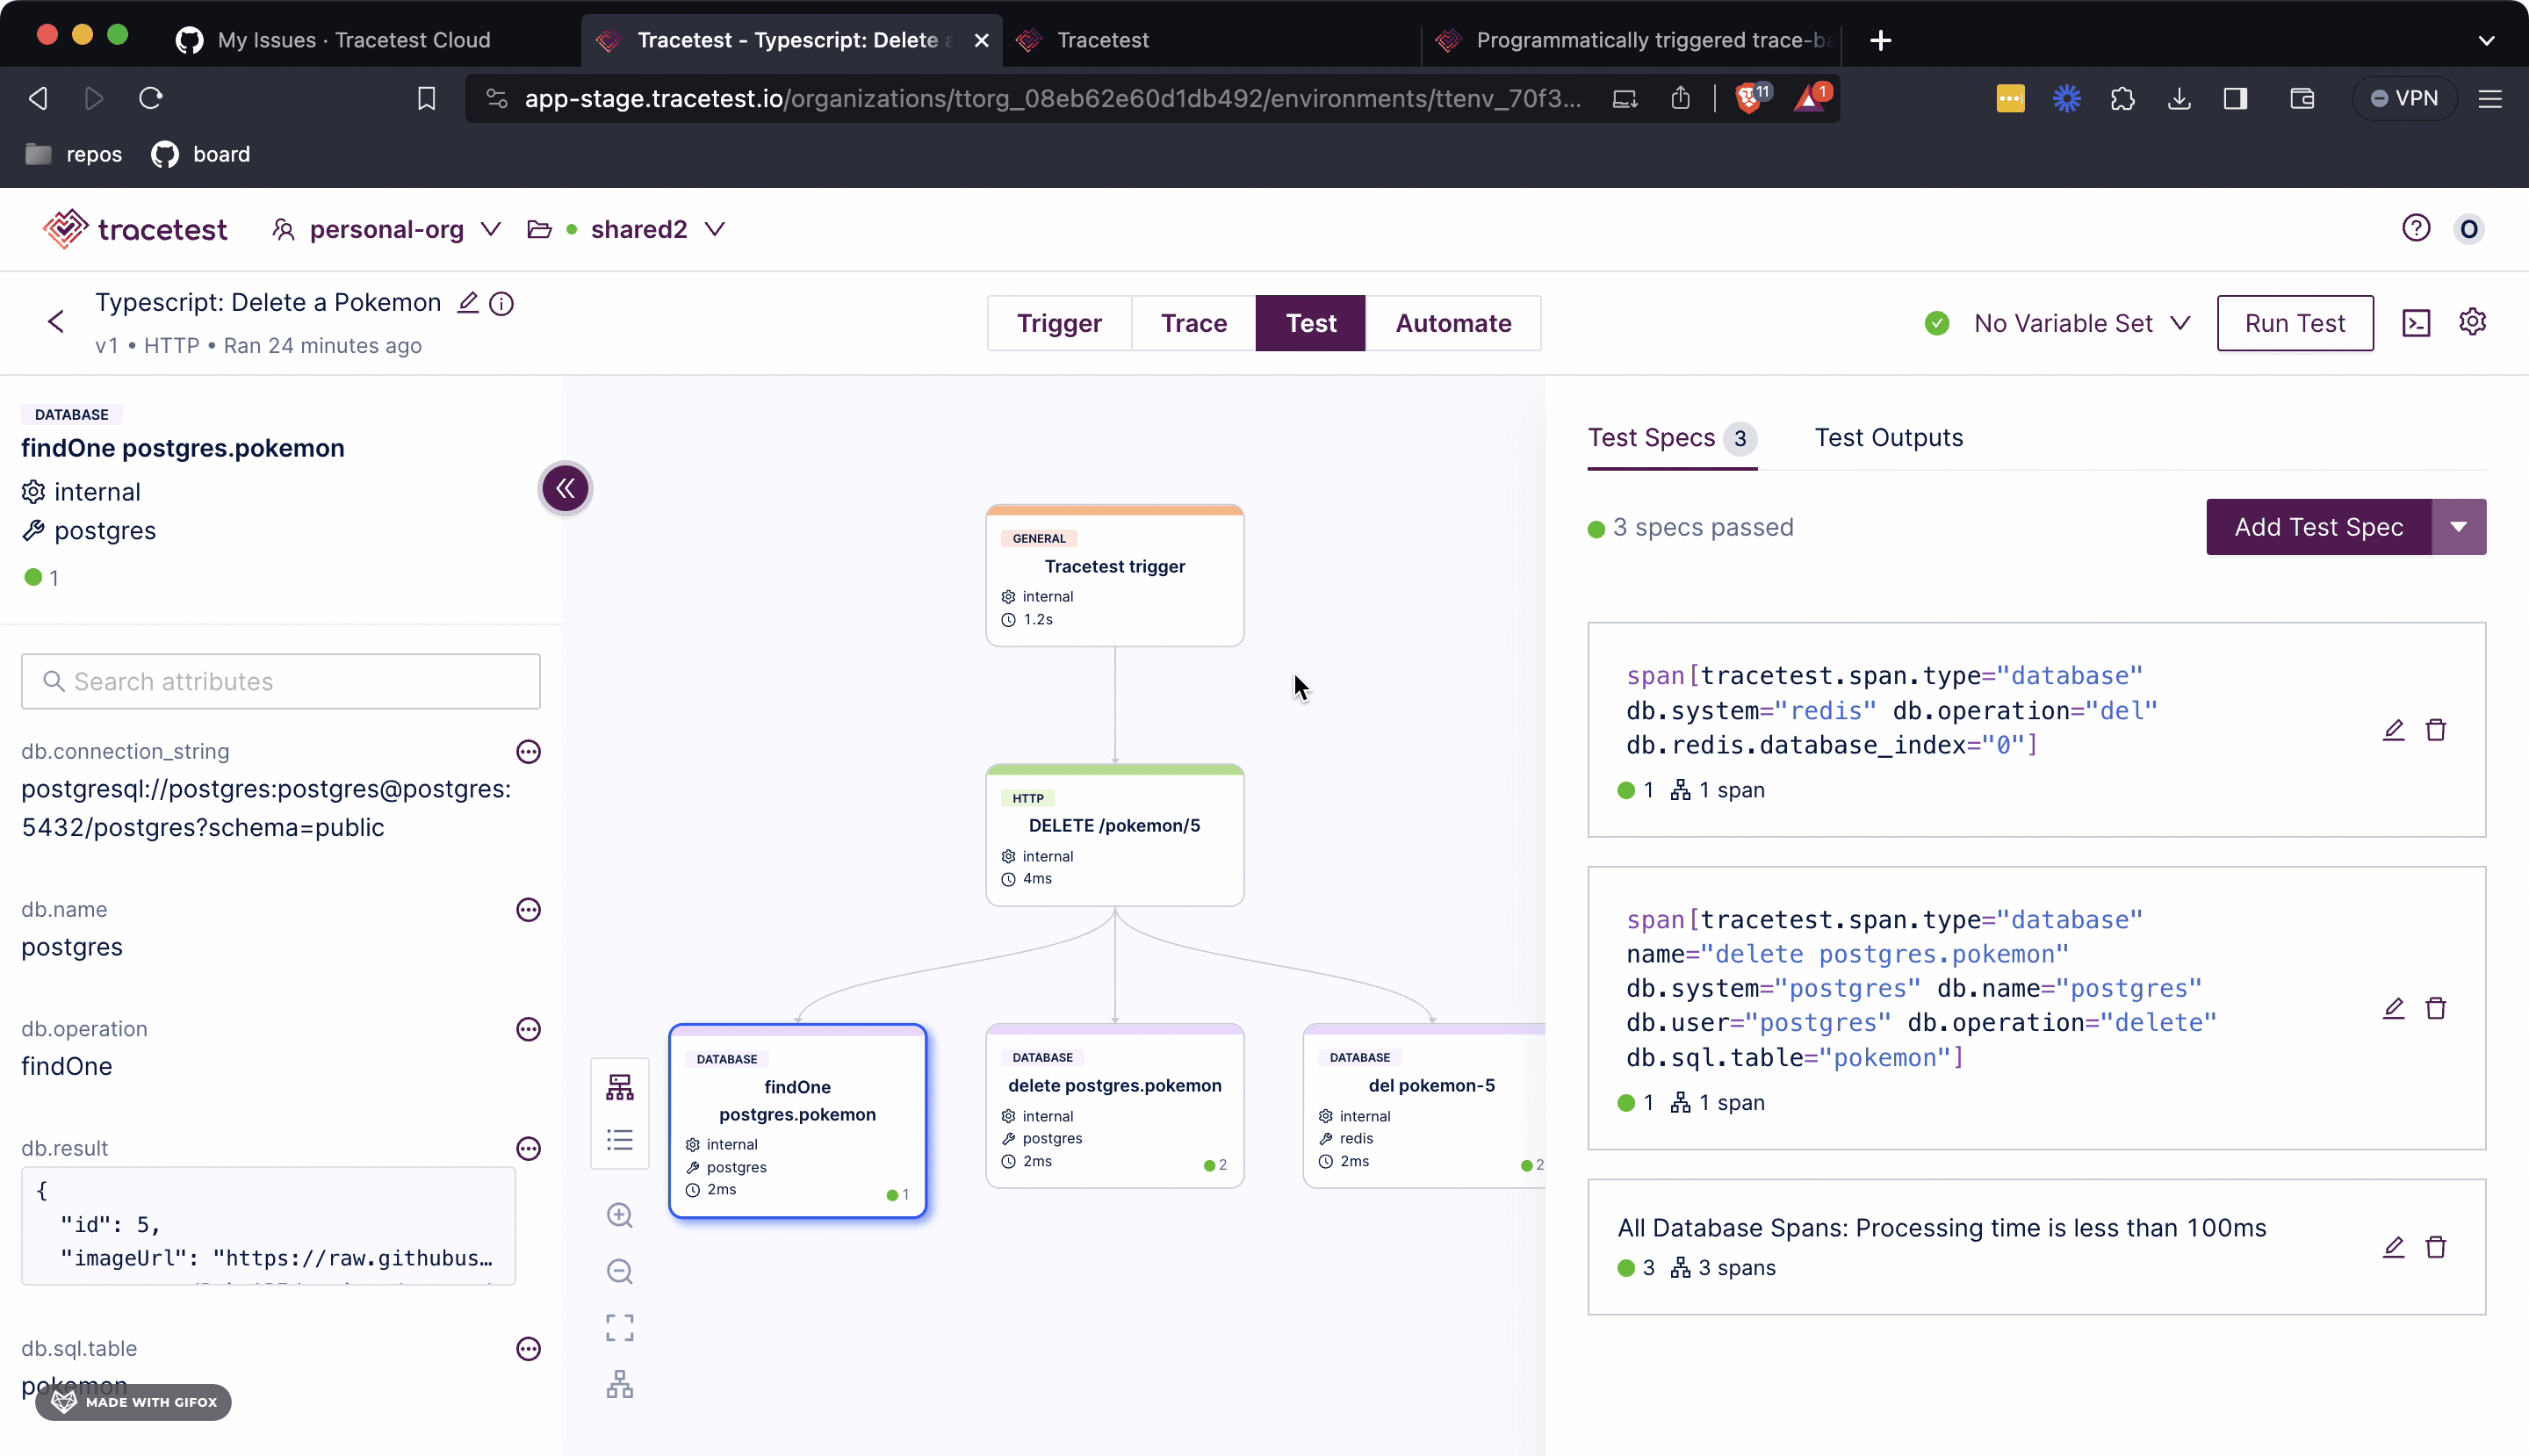 My Issues · Tracetest Cloud
Tracetest - Typescript: Delete a
Tracetest
Programmatically triggered trace-ba
app-stage.tracetest.io/organizations/ttorg_08eb62e60d1db492/environments/ttenv_70f3...
11
1
VPN
repos
board
tracetest
personal-org
shared2
O
Typescript: Delete a Pokemon
v1 • HTTP • Ran 24 minutes ago
Trigger
Trace
Test
Automate
No Variable Set
Run Test
DATABASE
findOne postgres.pokemon
internal
postgres
1
Search attributes
db.connection_string
postgresql://postgres:postgres@postgres:
5432/postgres?schema=public
db.name
postgres
db.operation
findOne
db.result
{
"id": 5,
"imageUrl": "https://raw.githubus…
db.sql.table
pokemon
MADE WITH GIFOX
GENERAL
Tracetest trigger
internal
1.2s
HTTP
DELETE /pokemon/5
internal
4ms
DATABASE
findOne
postgres.pokemon
internal
postgres
2ms
1
DATABASE
delete postgres.pokemon
internal
postgres
2ms
2
DATABASE
del pokemon-5
internal
redis
2ms
2
Test Specs 3
Test Outputs
3 specs passed
Add Test Spec
span[tracetest.span.type="database"
db.system="redis" db.operation="del"
db.redis.database_index="0"]
1 1 span
span[tracetest.span.type="database"
name="delete postgres.pokemon"
db.system="postgres" db.name="postgres"
db.user="postgres" db.operation="delete"
db.sql.table="pokemon"]
1 1 span
All Database Spans: Processing time is less than 100ms
3 3 spans